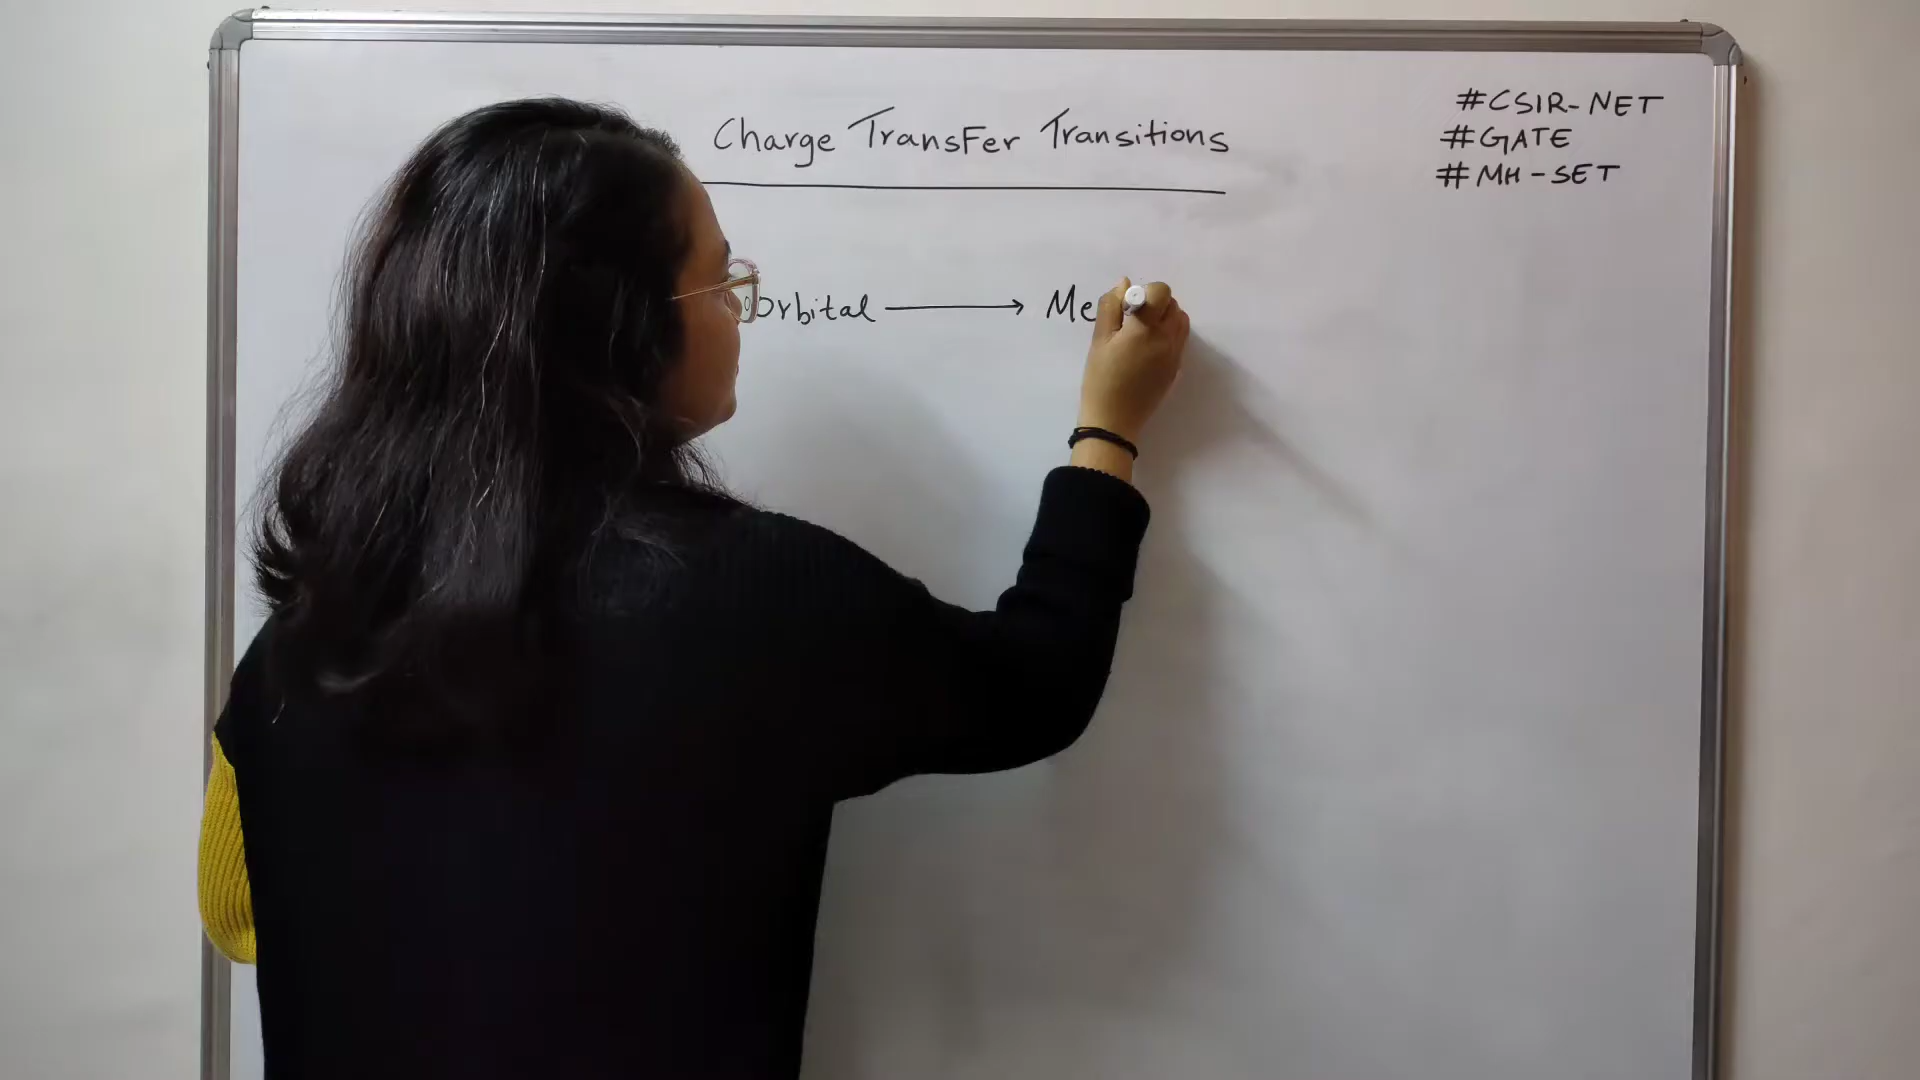 Charge Transfer Transitions
#CSIR-NET
#GATE
#MH-SET
Orbital → Me